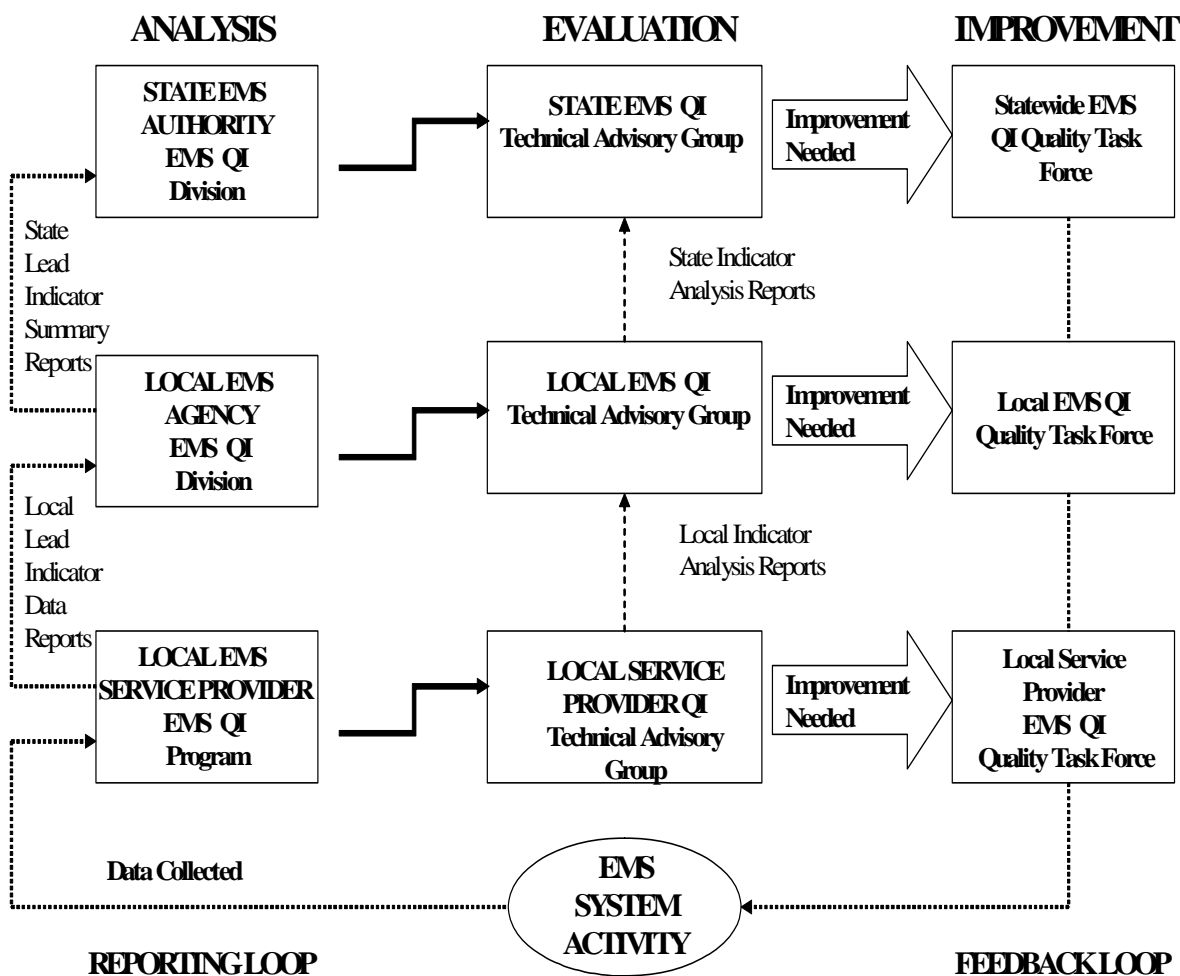 ANALYSIS
EVALUATION
IMPROVEMENT
STATE EMS
AUTHORITY
EMS QI
Division
STATE EMS QI
Technical Advisory Group
Improvement
Needed
Statewide EMS
QI Quality Task
Force
State
Lead
Indicator
Summary
Reports
State Indicator
Analysis Reports
LOCAL EMS
AGENCY
EMS QI
Division
LOCAL EMS QI
Technical Advisory Group
Improvement
Needed
Local EMS QI
Quality Task Force
Local
Lead
Indicator
Data
Reports
Local Indicator
Analysis Reports
LOCAL EMS
SERVICE PROVIDER
EMS QI
Program
LOCAL SERVICE
PROVIDER QI
Technical Advisory
Group
Improvement
Needed
Local Service
Provider
EMS QI
Quality Task Force
Data Collected
EMS
SYSTEM
ACTIVITY
REPORTING LOOP
FEEDBACK LOOP